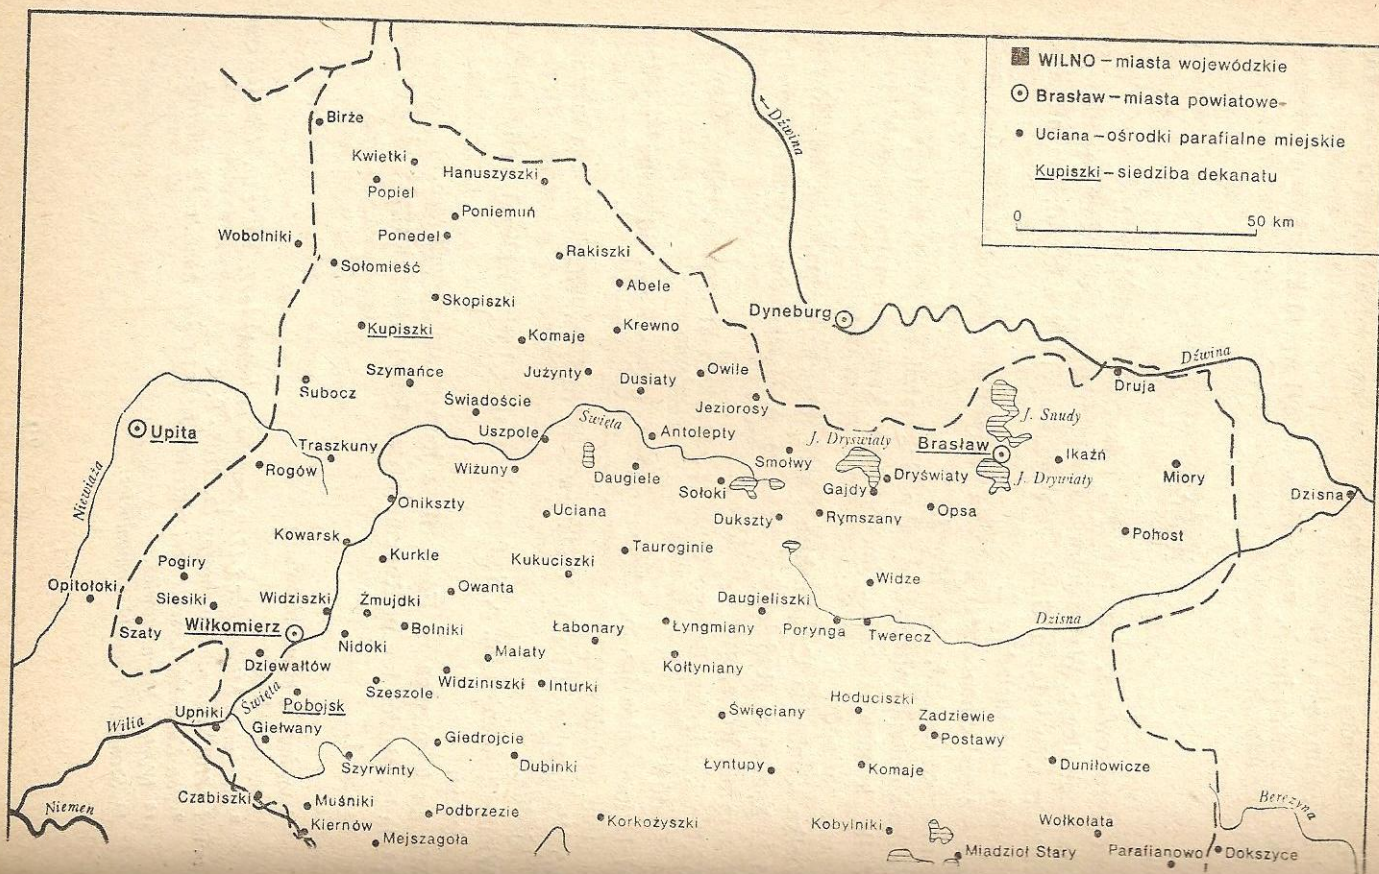 WILNO – miasta wojewódzkie
Brasław – miasta powiatowe
Uciana – ośrodki parafialne miejskie
Kupiszki – siedziba dekanatu
0 50 km
Dźwina
Birże
Kwietki
Hanuszyszki
Popiel
Poniemuń
Wobolniki
Ponedel
Rakiszki
Sołomieść
Abele
Skopiszki
Dyneburg
Kupiszki
Komaje
Krewno
Dźwina
Szymańce
Jużynty
Owile
Dusiaty
Druja
Subocz
Świadoście
Jeziorosy
J. Snudy
Święta
Upita
Uszpole
Antolepty
J. Dryświaty
Brasław
Traszkuny
Smołwy
Ikaźń
Rogów
Wiżuny
Daugiele
Dryświaty
J. Drywiaty
Miory
Niewiaża
Sołoki
Gajdy
Dzisna
Onikszty
Uciana
Dukszty
Rymszany
Opsa
Kowarsk
Pohost
Tauroginie
Pogiry
Kurkle
Kukuciszki
Opitołoki
Owanta
Widze
Siesiki
Widziszki
Żmujdki
Daugieliszki
Szaty
Wiłkomierz
Bolniki
Łabonary
Łyngmiany
Porynga
Twerecz
Dzisna
Nidoki
Malaty
Dziewałtów
Kołtyniany
Szeszole
Widziniszki
Inturki
Święta
Pobojsk
Hoduciszki
Upniki
Święciany
Zadziewie
Wilia
Giełwany
Postawy
Giedrojcie
Szyrwinty
Dubinki
Łyntupy
Komaje
Duniłowicze
Czabiszki
Muśniki
Berezyna
Niemen
Podbrzezie
Kiernów
Korkożyszki
Kobylniki
Wołkołata
Mejszagoła
Miadzioł Stary
Parafianowo
Dokszyce